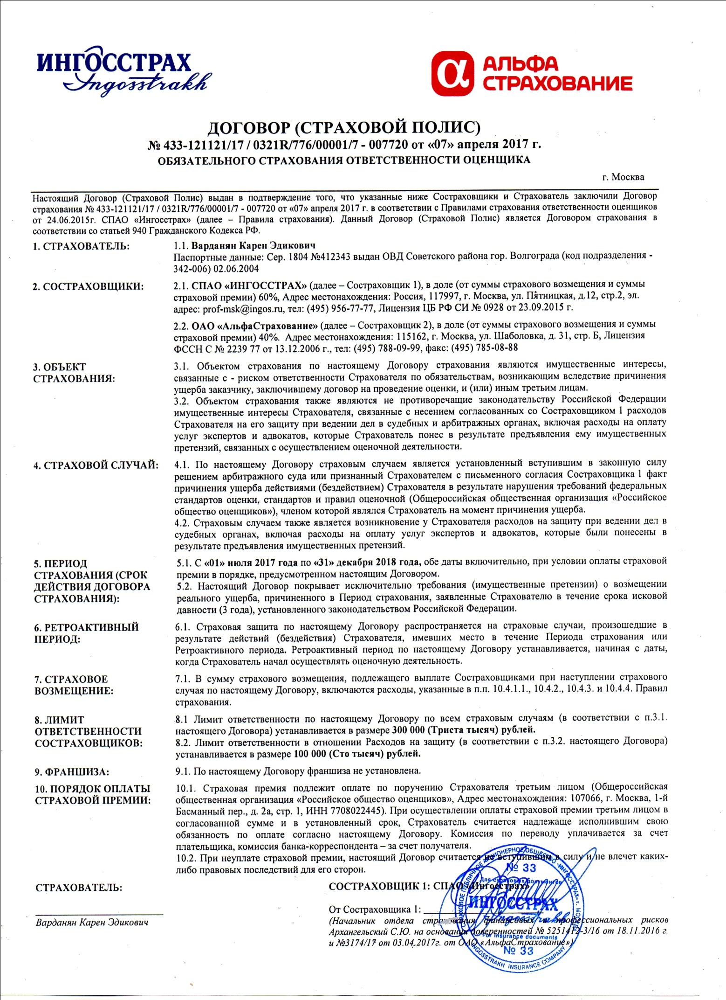 ИНГОССТРАХ
Ingosstrakh
АЛЬФА
СТРАХОВАНИЕ
ДОГОВОР (СТРАХОВОЙ ПОЛИС)
№ 433-121121/17 / 0321R/776/00001/7 - 007720 от «07» апреля 2017 г.
ОБЯЗАТЕЛЬНОГО СТРАХОВАНИЯ ОТВЕТСТВЕННОСТИ ОЦЕНЩИКА
г. Москва
Настоящий Договор (Страховой Полис) выдан в подтверждение того, что указанные ниже Состраховщики и Страхователь заключили Договор
страхования № 433-121121/17 / 0321R/776/00001/7 - 007720 от «07» апреля 2017 г. в соответствии с Правилами страхования ответственности оценщиков
от 24.06.2015г. СПАО «Ингосстрах» (далее – Правила страхования). Данный Договор (Страховой Полис) является Договором страхования в
соответствии со статьей 940 Гражданского Кодекса РФ.
1. СТРАХОВАТЕЛЬ:
1.1. Варданян Карен Эдикович
Паспортные данные: Сер. 1804 №412343 выдан ОВД Советского района гор. Волгограда (код подразделения -
342-006) 02.06.2004
2. СОСТРАХОВЩИКИ:
2.1. СПАО «ИНГОССТРАХ» (далее – Состраховщик 1), в доле (от суммы страхового возмещения и суммы
страховой премии) 60%, Адрес местонахождения: Россия, 117997, г. Москва, ул. Пятницкая, д.12, стр.2, эл.
адрес: prof-msk@ingos.ru, тел: (495) 956-77-77, Лицензия ЦБ РФ СИ № 0928 от 23.09.2015 г.
2.2. ОАО «АльфаСтрахование» (далее – Состраховщик 2), в доле (от суммы страхового возмещения и суммы
страховой премии) 40%. Адрес местонахождения: 115162, г. Москва, ул. Шаболовка, д. 31, стр. Б, Лицензия
ФССН С № 2239 77 от 13.12.2006 г., тел: (495) 788-09-99, факс: (495) 785-08-88
3. ОБЪЕКТ
СТРАХОВАНИЯ:
3.1. Объектом страхования по настоящему Договору страхования являются имущественные интересы,
связанные с - риском ответственности Страхователя по обязательствам, возникающим вследствие причинения
ущерба заказчику, заключившему договор на проведение оценки, и (или) иным третьим лицам.
3.2. Объектом страхования также являются не противоречащие законодательству Российской Федерации
имущественные интересы Страхователя, связанные с несением согласованных со Состраховщиком 1 расходов
Страхователя на его защиту при ведении дел в судебных и арбитражных органах, включая расходы на оплату
услуг экспертов и адвокатов, которые Страхователь понес в результате предъявления ему имущественных
претензий, связанных с осуществлением оценочной деятельности.
4. СТРАХОВОЙ СЛУЧАЙ:
4.1. По настоящему Договору страховым случаем является установленный вступившим в законную силу
решением арбитражного суда или признанный Страхователем с письменного согласия Состраховщика 1 факт
причинения ущерба действиями (бездействием) Страхователя в результате нарушения требований федеральных
стандартов оценки, стандартов и правил оценочной (Общероссийская общественная организация «Российское
общество оценщиков»), членом которой являлся Страхователь на момент причинения ущерба.
4.2. Страховым случаем также является возникновение у Страхователя расходов на защиту при ведении дел в
судебных органах, включая расходы на оплату услуг экспертов и адвокатов, которые были понесены в
результате предъявления имущественных претензий.
5. ПЕРИОД
СТРАХОВАНИЯ (СРОК
ДЕЙСТВИЯ ДОГОВОРА
СТРАХОВАНИЯ):
5.1. С «01» июля 2017 года по «31» декабря 2018 года, обе даты включительно, при условии оплаты страховой
премии в порядке, предусмотренном настоящим Договором.
5.2. Настоящий Договор покрывает исключительно требования (имущественные претензии) о возмещении
реального ущерба, причиненного в Период страхования, заявленные Страхователю в течение срока исковой
давности (3 года), установленного законодательством Российской Федерации.
6. РЕТРОАКТИВНЫЙ
ПЕРИОД:
6.1. Страховая защита по настоящему Договору распространяется на страховые случаи, произошедшие в
результате действий (бездействия) Страхователя, имевших место в течение Периода страхования или
Ретроактивного периода. Ретроактивный период по настоящему Договору устанавливается, начиная с даты,
когда Страхователь начал осуществлять оценочную деятельность.
7. СТРАХОВОЕ
ВОЗМЕЩЕНИЕ:
7.1. В сумму страхового возмещения, подлежащего выплате Состраховщиками при наступлении страхового
случая по настоящему Договору, включаются расходы, указанные в п.п. 10.4.1.1., 10.4.2., 10.4.3. и 10.4.4. Правил
страхования.
8. ЛИМИТ
ОТВЕТСТВЕННОСТИ
СОСТРАХОВЩИКОВ:
8.1 Лимит ответственности по настоящему Договору по всем страховым случаям (в соответствии с п.3.1.
настоящего Договора) устанавливается в размере 300 000 (Триста тысяч) рублей.
8.2. Лимит ответственности в отношении Расходов на защиту (в соответствии с п.3.2. настоящего Договора)
устанавливается в размере 100 000 (Сто тысяч) рублей.
9. ФРАНШИЗА:
9.1. По настоящему Договору франшиза не установлена.
10. ПОРЯДОК ОПЛАТЫ
СТРАХОВОЙ ПРЕМИИ:
10.1. Страховая премия подлежит оплате по поручению Страхователя третьим лицом (Общероссийская
общественная организация «Российское общество оценщиков», Адрес местонахождения: 107066, г. Москва, 1-й
Басманный пер., д. 2а, стр. 1, ИНН 7708022445). При осуществлении оплаты страховой премии третьим лицом в
согласованной сумме и в установленный срок, Страхователь считается надлежаще исполнившим свою
обязанность по оплате согласно настоящему Договору. Комиссия по переводу уплачивается за счет
плательщика, комиссия банка-корреспондента – за счет получателя.
10.2. При неуплате страховой премии, настоящий Договор считается не вступившим в силу и не влечет каких-
либо правовых последствий для его сторон.
СТРАХОВАТЕЛЬ:
Варданян Карен Эдикович
СОСТРАХОВЩИК 1: СПАО «Ингосстрах»
От Состраховщика 1:
(Начальник отдела страхования финансовых и профессиональных рисков
Архангельский С.Ю. на основании доверенностей № 5251412-3/16 от 18.11.2016 г.
и №3174/17 от 03.04.2017г. от ОАО «АльфаСтрахование»)
СТРАХОВОЕ ПУБЛИЧНОЕ АКЦИОНЕРНОЕ ОБЩЕСТВО «ИНГОССТРАХ» г. МОСКВА
№ 33
Для страховых документов
ИНГОССТРАХ
Ingosstrakh
For insurance documents
№ 33
INGOSSTRAKH INSURANCE COMPANY